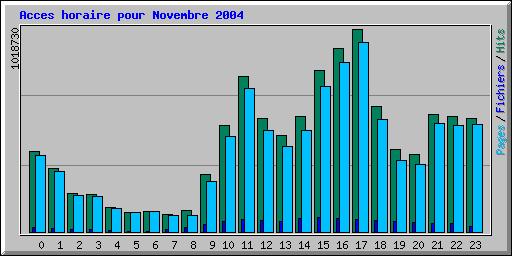 Acces horaire pour Novembre 2004
1018730
Pages / Fichiers / Hits
0 1 2 3 4 5 6 7 8 9 10 11 12 13 14 15 16 17 18 19 20 21 22 23